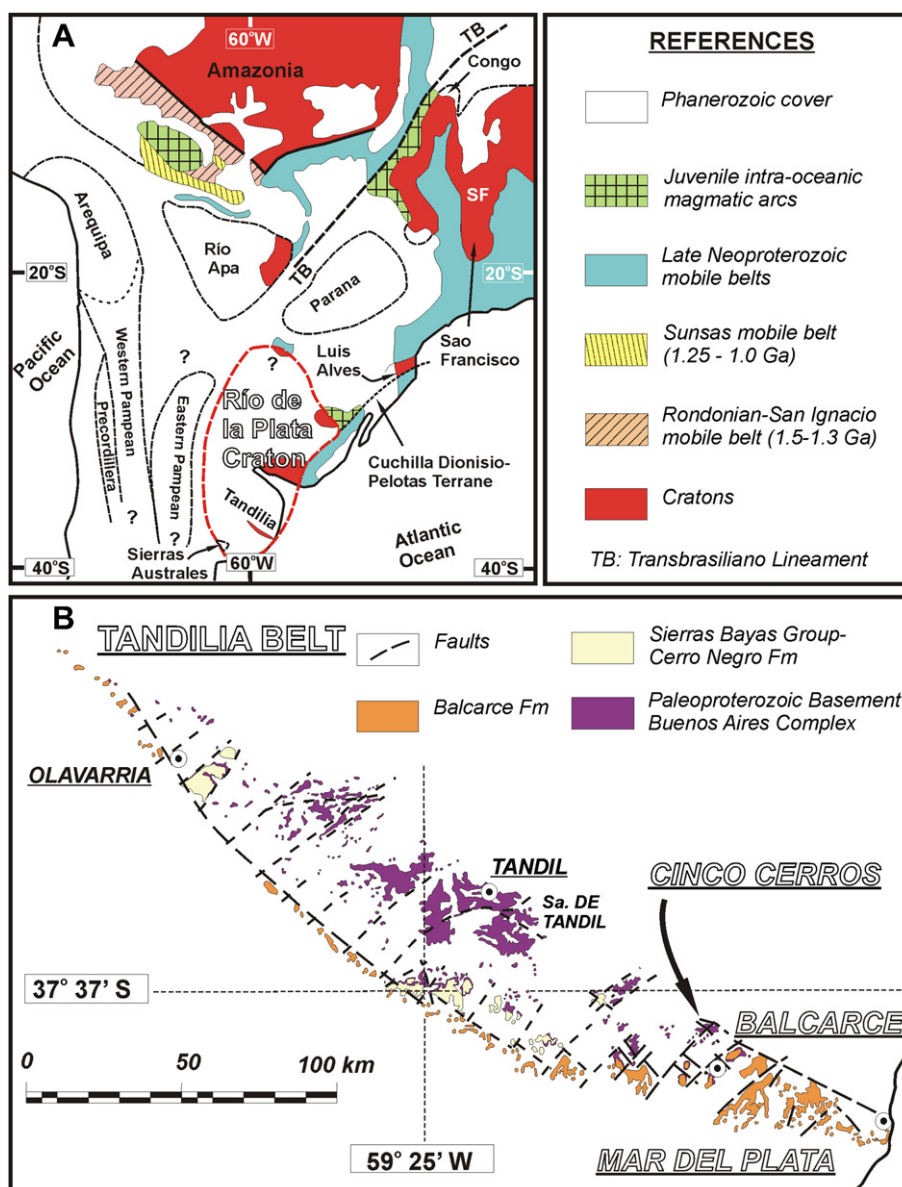 A
60°W
TB
Congo
Amazonia
SF
Arequipa
Río
Apa
TB
20°S
20°S
Parana
Pacific
Ocean
Western Pampean
Precordillera
Eastern Pampean
?
?
?
?
Luis
Alves
Sao
Francisco
Río de
la Plata
Craton
Cuchilla Dionisio-
Pelotas Terrane
Tandilia
Atlantic
Ocean
Sierras
Australes
40°S
60°W
40°S
REFERENCES
Phanerozoic cover
Juvenile intra-oceanic
magmatic arcs
Late Neoproterozoic
mobile belts
Sunsas mobile belt
(1.25 - 1.0 Ga)
Rondonian-San Ignacio
mobile belt (1.5-1.3 Ga)
Cratons
TB: Transbrasiliano Lineament
B
TANDILIA BELT
Faults
Sierras Bayas Group-
Cerro Negro Fm
Balcarce Fm
Paleoproterozoic Basement
Buenos Aires Complex
OLAVARRIA
TANDIL
Sa. DE
TANDIL
CINCO CERROS
37° 37' S
BALCARCE
0 50 100 km
59° 25' W
MAR DEL PLATA